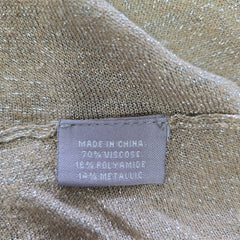 MADE IN CHINA
70% VISCOSE
16% POLYAMIDE
14% METALLIC